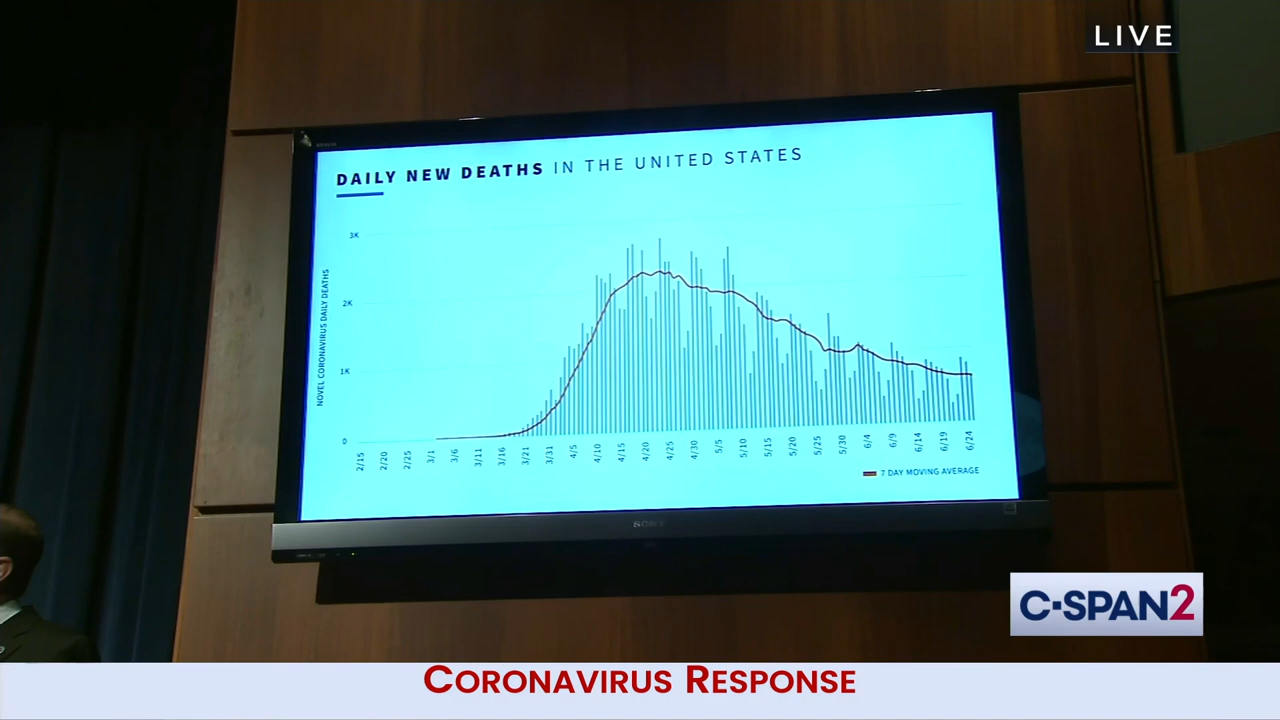 LIVE
DAILY NEW DEATHS IN THE UNITED STATES
NOVEL CORONAVIRUS DAILY DEATHS
3K
2K
1K
0
2/15 2/20 2/25 3/1 3/6 3/11 3/16 3/21 3/31 4/5 4/10 4/15 4/20 4/25 4/30 5/5 5/10 5/15 5/20 5/25 5/30 6/4 6/9 6/14 6/19 6/24
7 DAY MOVING AVERAGE
SONY
C-SPAN2
CORONAVIRUS RESPONSE